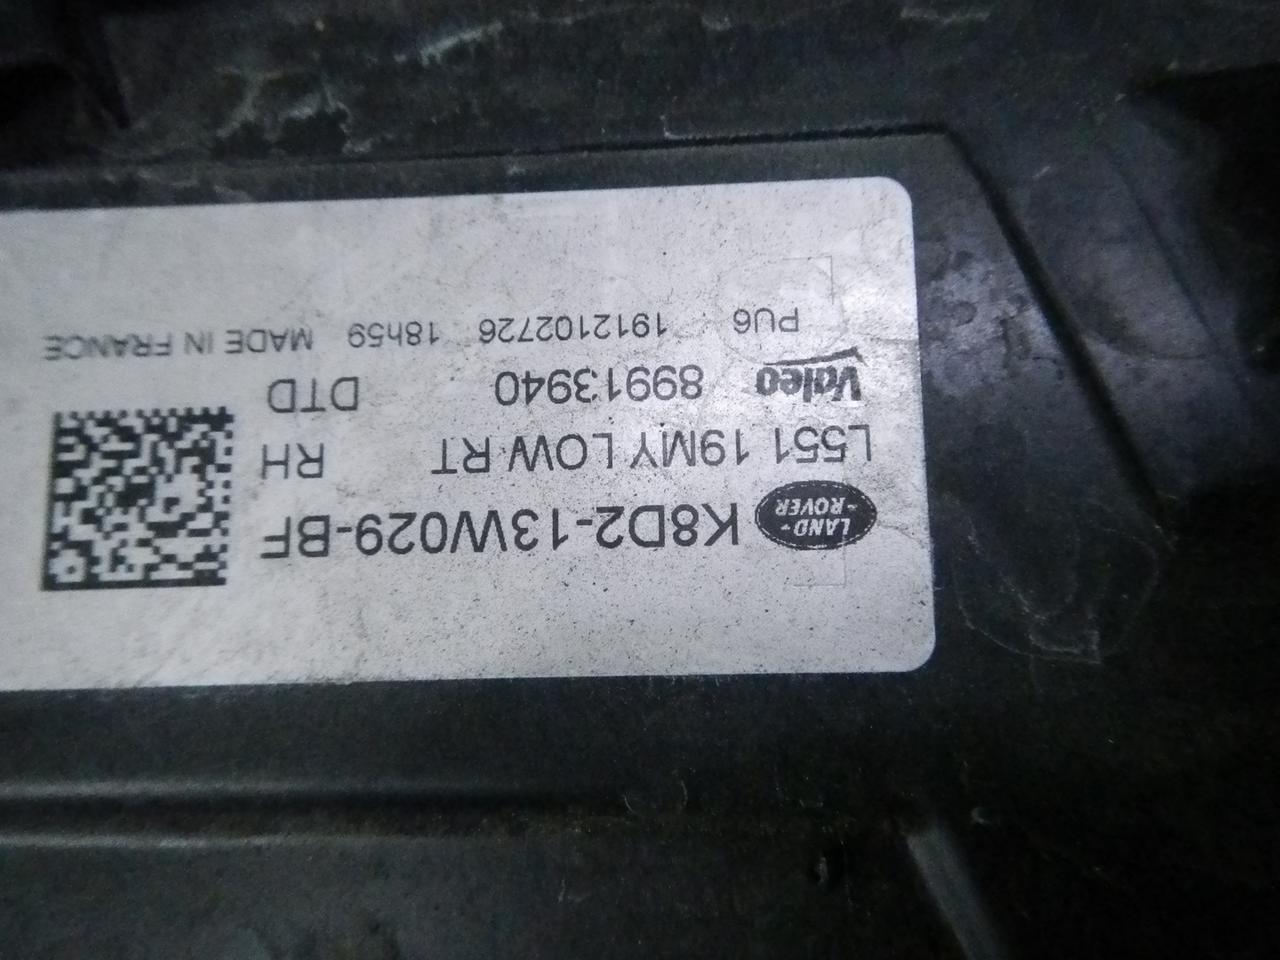 LAND-
-ROVER
K8D2-13W029-BF
L551 19MY LOW RT RH
Valeo 89913940 DTD
PU6 1912102726 18h59 MADE IN FRANCE